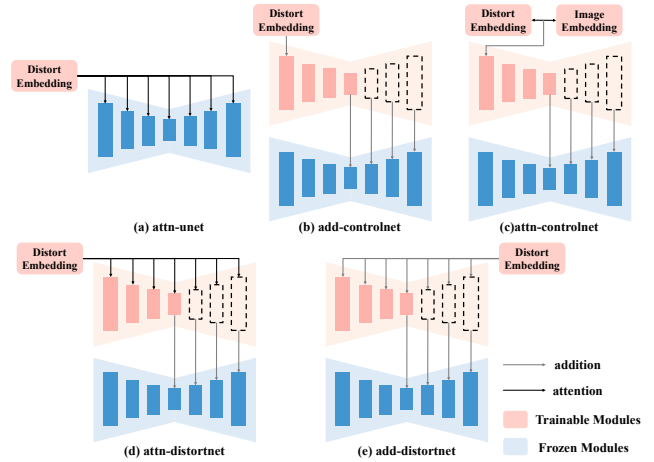 Distort
Embedding
Distort
Embedding
Image
Embedding
Distort
Embedding
(a) attn-unet
(b) add-controlnet
(c)attn-controlnet
Distort
Embedding
Distort
Embedding
addition
attention
Trainable Modules
Frozen Modules
(d) attn-distortnet
(e) add-distortnet